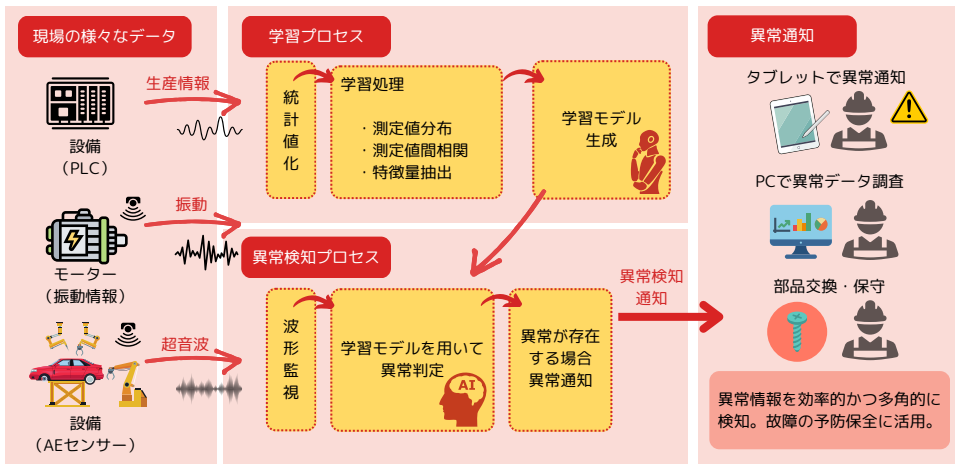 現場の様々なデータ
生産情報
設備
（PLC）
振動
モーター
（振動情報）
超音波
設備
（AEセンサー）
学習プロセス
統計値化
学習処理
・測定値分布
・測定値間相関
・特徴量抽出
学習モデル
生成
異常検知プロセス
波形監視
学習モデルを用いて
異常判定
AI
異常が存在
する場合
異常通知
異常検知
通知
異常通知
タブレットで異常通知
PCで異常データ調査
部品交換・保守
異常情報を効率的かつ多角的に
検知。故障の予防保全に活用。